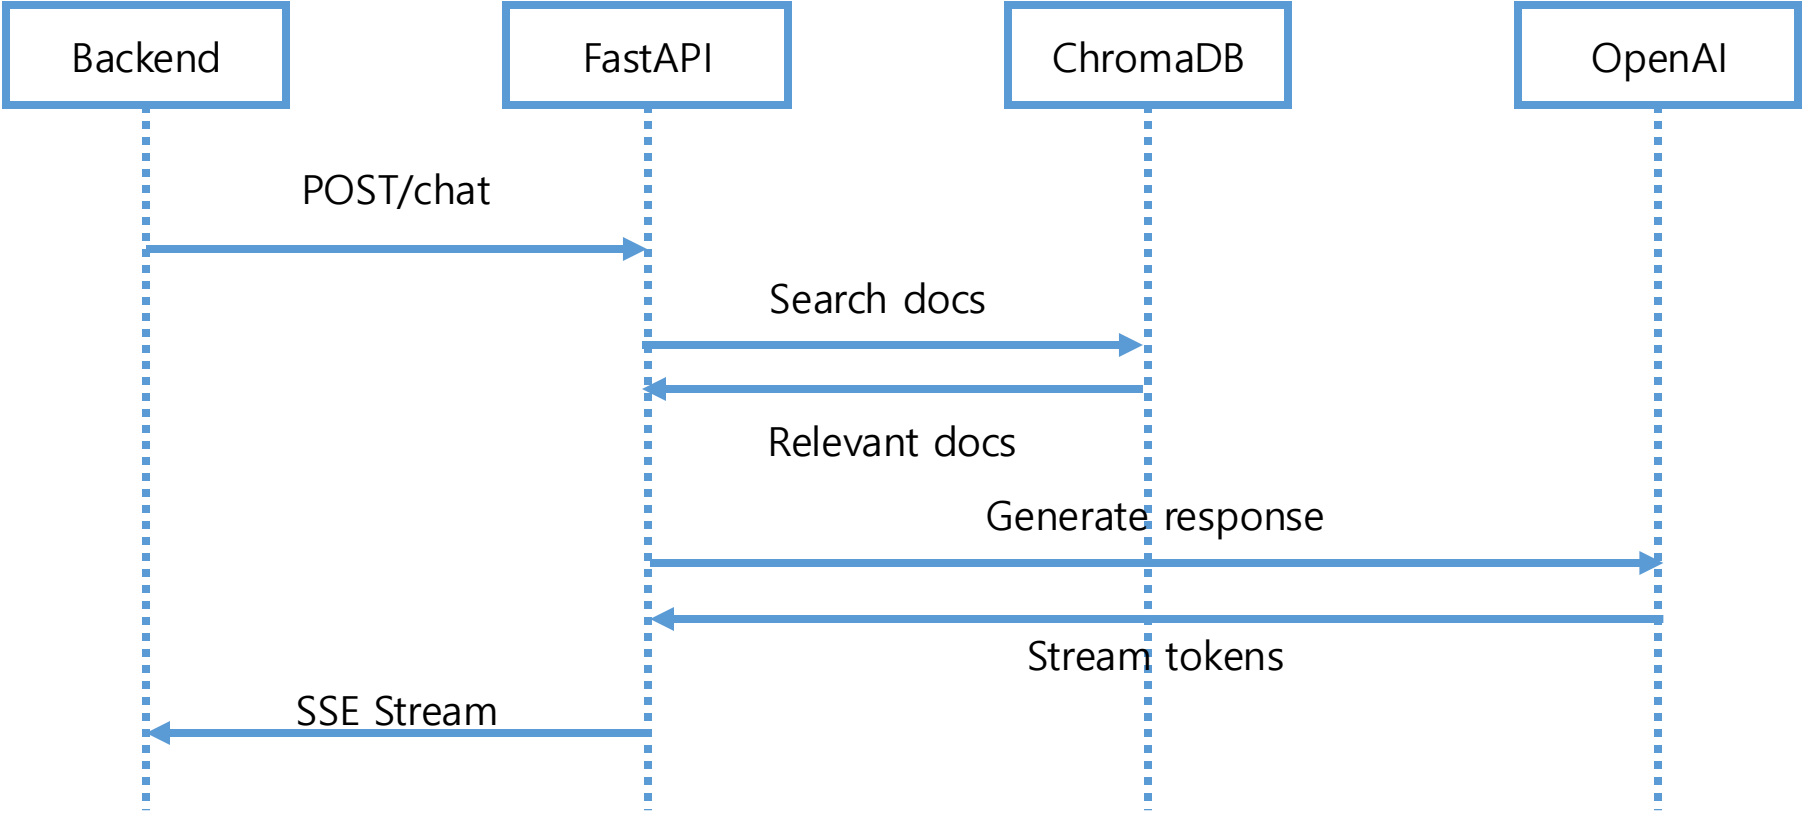 Backend
FastAPI
ChromaDB
OpenAI
POST/chat
Search docs
Relevant docs
Generate response
Stream tokens
SSE Stream